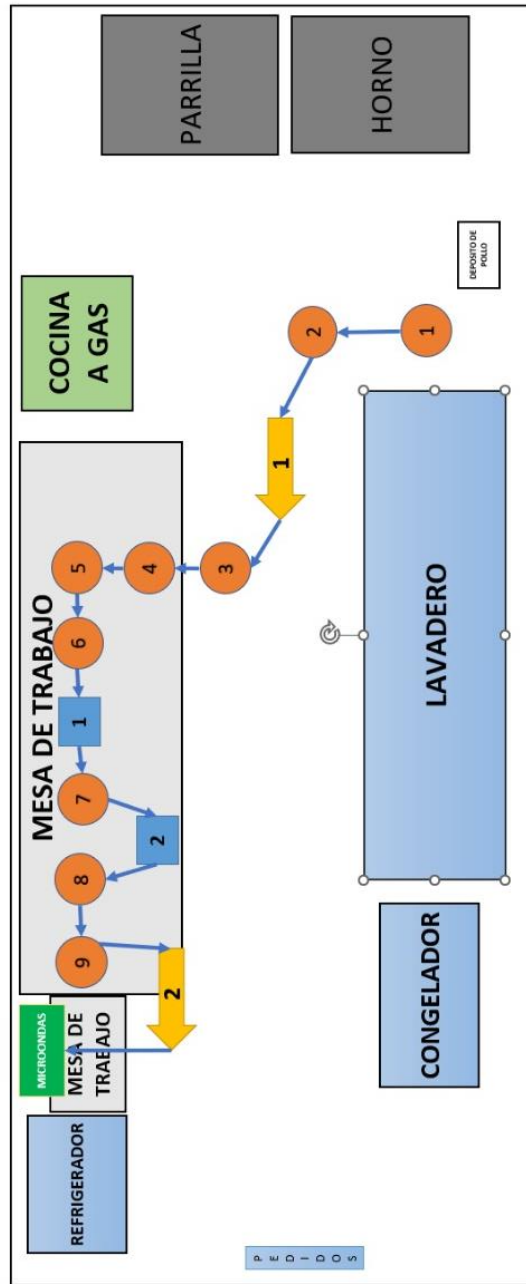 PARRILLA
HORNO
COCINA
A GAS
DEPOSITO DE
POLLO
1
2
1
3
4
5
6
1
7
2
8
9
2
MESA DE TRABAJO
LAVADERO
CONGELADOR
MICROONDAS
MESA DE
TRABAJO
REFRIGERADOR
PEDIDOS